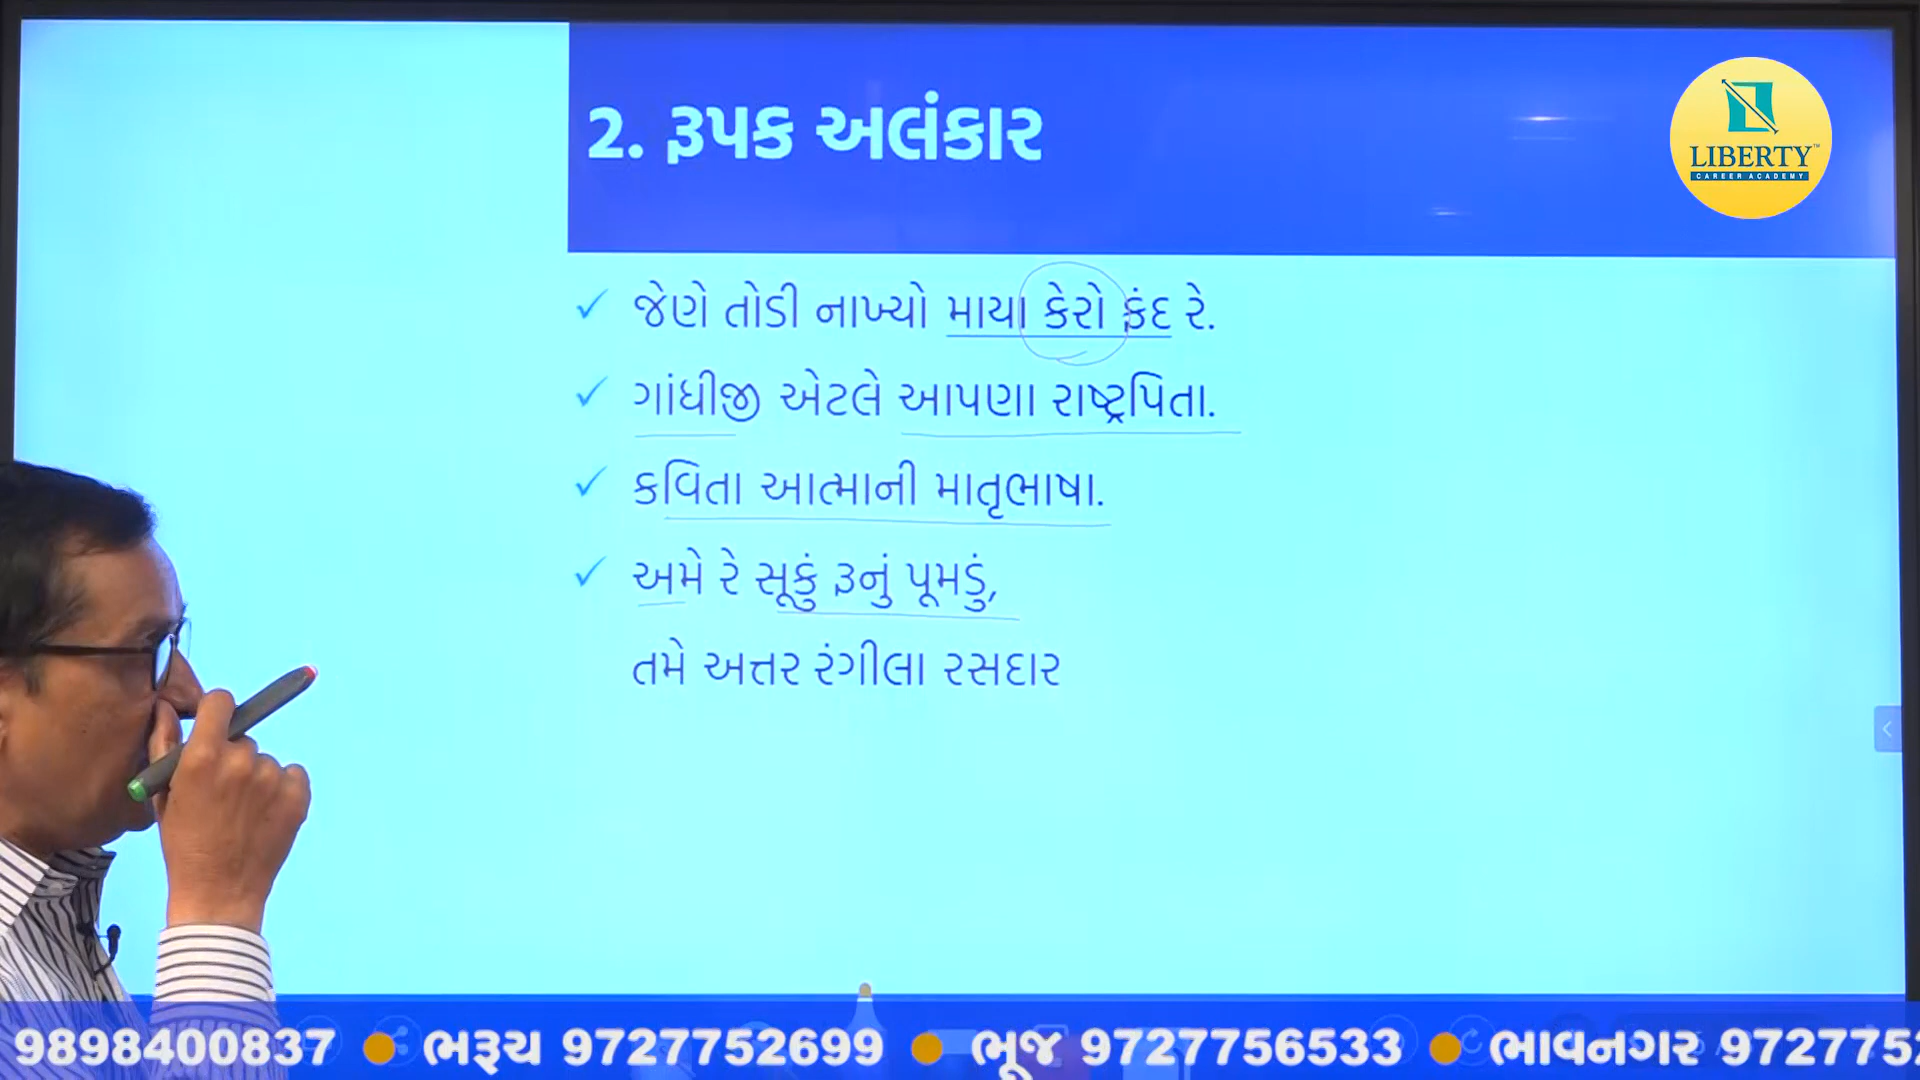 2. રૂપક અલંકાર
LIBERTY™
CAREER ACADEMY
✓ જેણે તોડી નાખ્યો માયા કેરો કંદ રે.
✓ ગાંધીજી એટલે આપણા રાષ્ટ્રપિતા.
✓ કવિતા આત્માની માતૃભાષા.
✓ અમે રે સૂકું રૂનું પૂમડું,
તમે અત્તર રંગીલા રસદાર
9898400837 ● ભરૂચ 9727752699 ● ભૂજ 9727756533 ● ભાવનગર